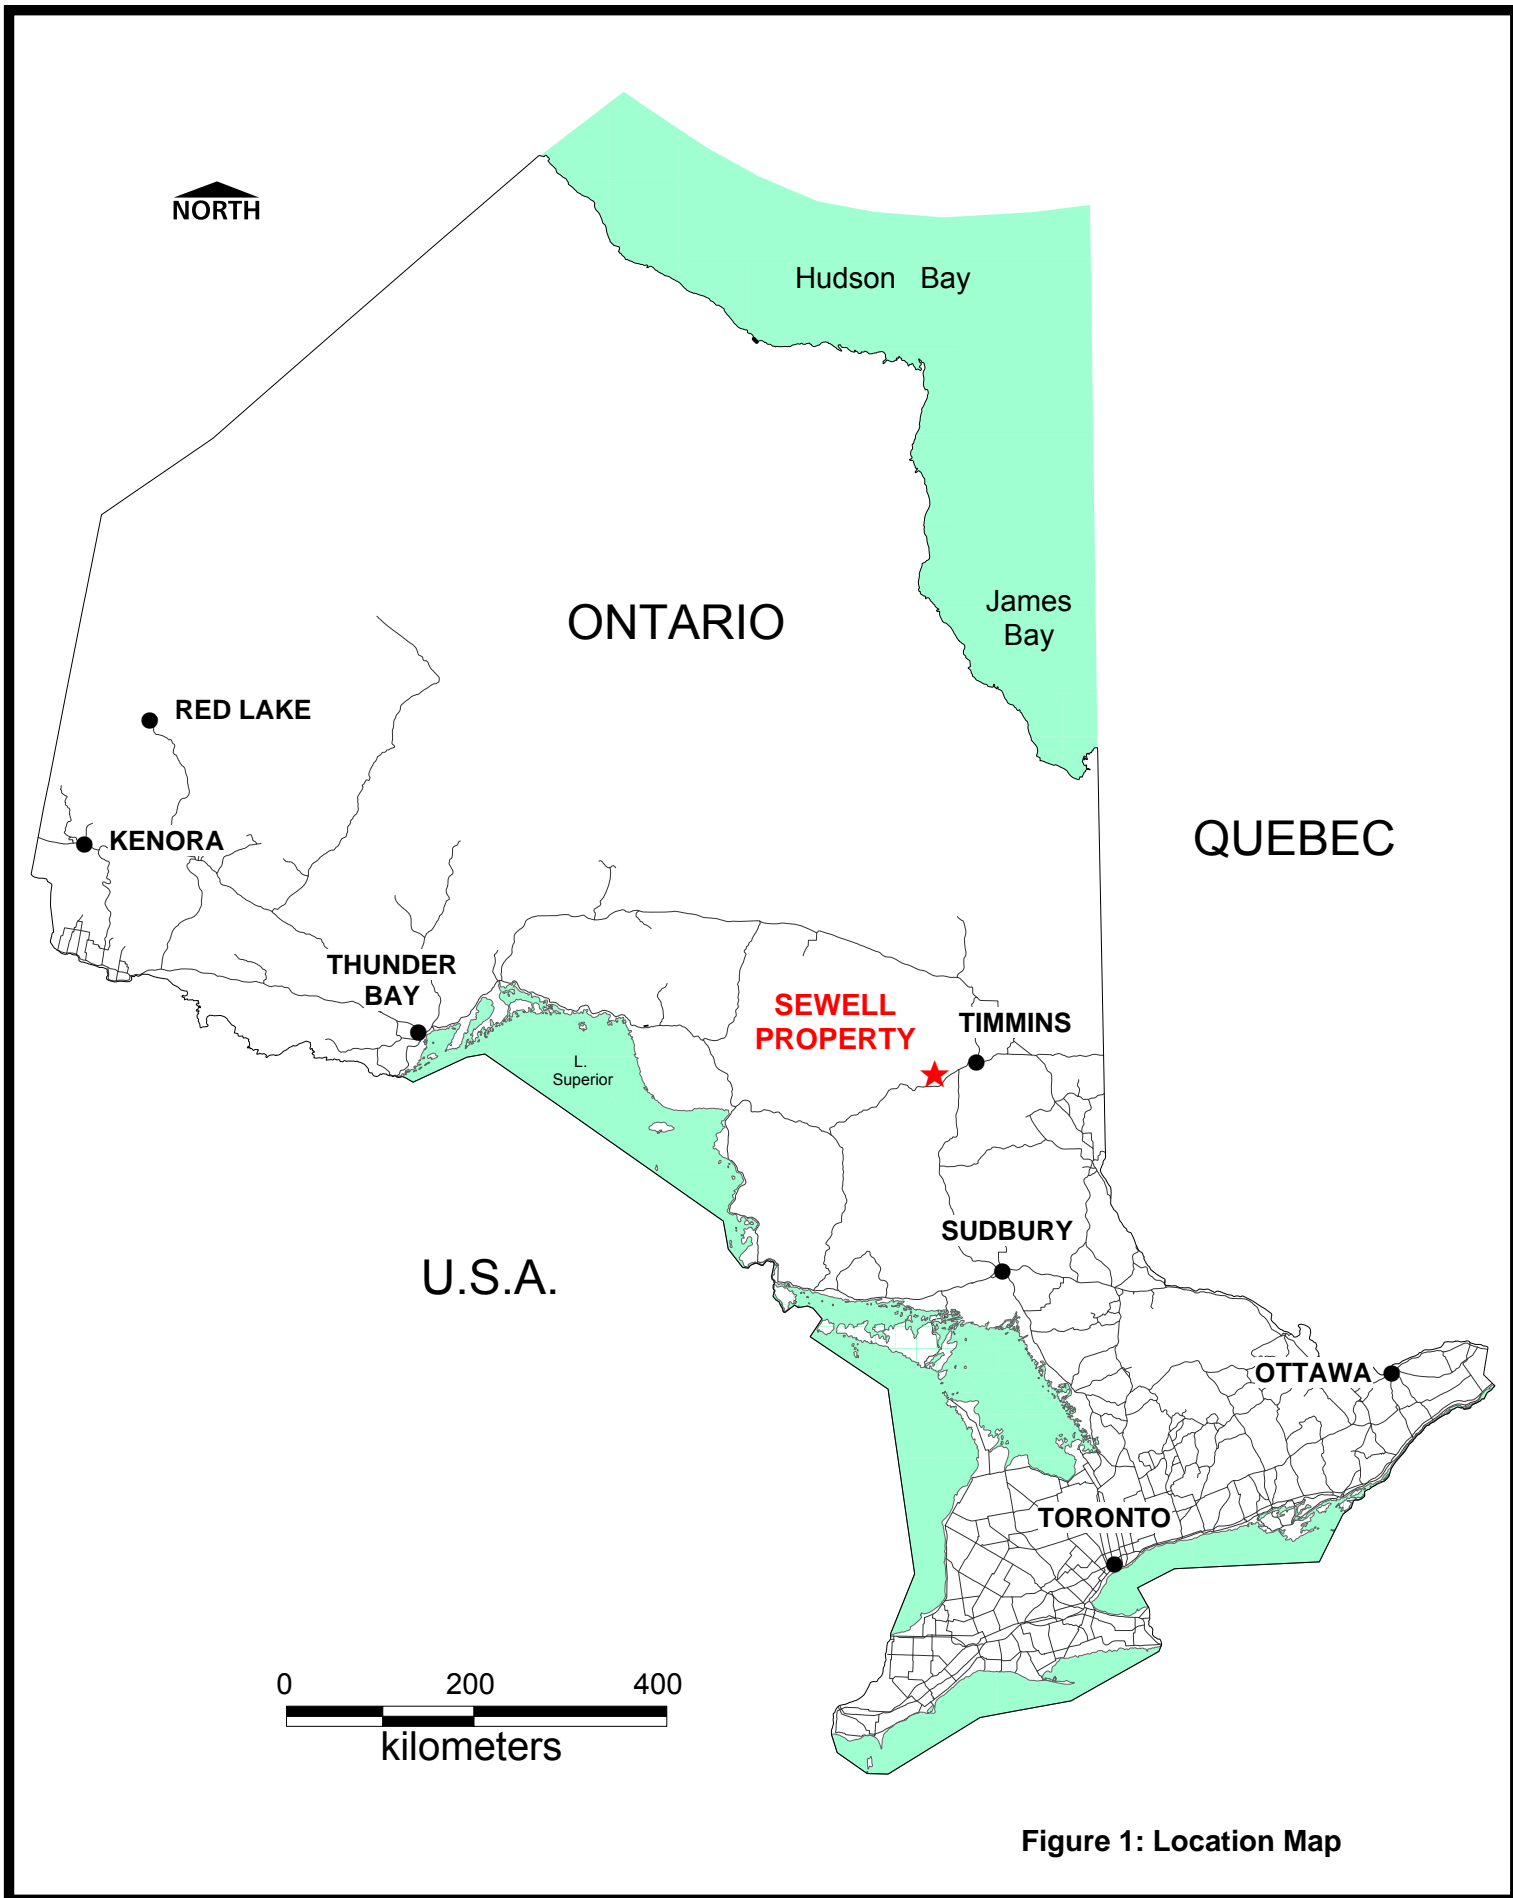 NORTH
Hudson Bay
ONTARIO
James
Bay
RED LAKE
QUEBEC
KENORA
THUNDER
BAY
SEWELL
PROPERTY
TIMMINS
L.
Superior
SUDBURY
U.S.A.
OTTAWA
TORONTO
0 200 400
kilometers
Figure 1: Location Map